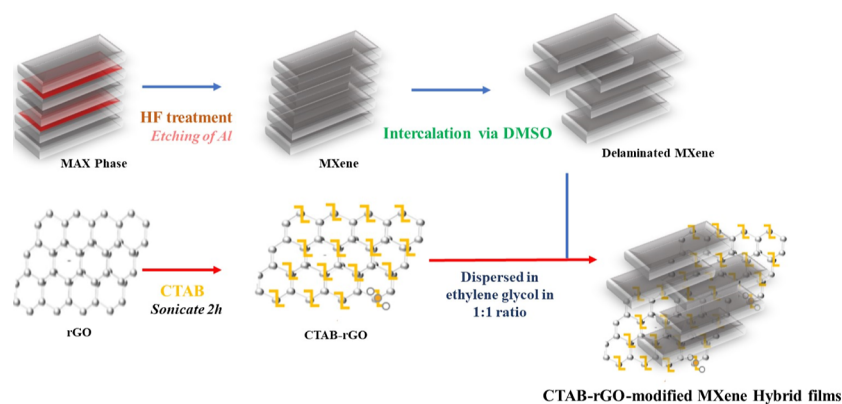 HF treatment
Etching of Al
Intercalation via DMSO
MAX Phase
MXene
Delaminated MXene
CTAB
Sonicate 2h
Dispersed in
ethylene glycol in
1:1 ratio
rGO
CTAB-rGO
CTAB-rGO-modified MXene Hybrid films